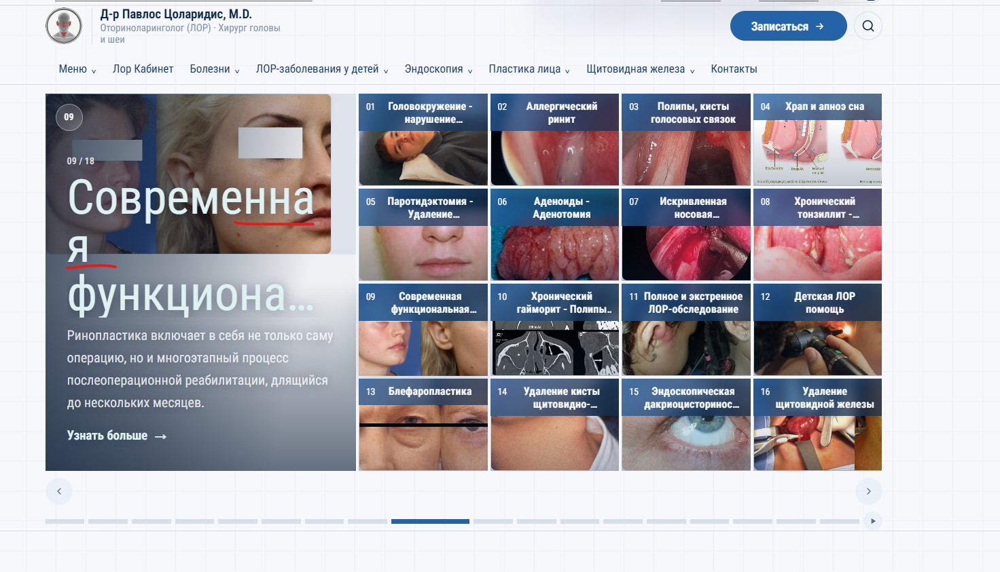 Д-р Павлос Цоларидис, M.D.
Оториноларинголог (ЛОР) · Хирург головы
и шеи
Записаться →
Меню
Лор Кабинет
Болезни
ЛОР-заболевания у детей
Эндоскопия
Пластика лица
Щитовидная железа
Контакты
09
09 / 18
Современна
я
функциона...
Ринопластика включает в себя не только саму
операцию, но и многоэтапный процесс
послеоперационной реабилитации, длящийся
до нескольких месяцев.
Узнать больше →
01 Головокружение -
нарушение...
02 Аллергический
ринит
03 Полипы, кисты
голосовых связок
04 Храп и апноэ сна
05 Паротидэктомия -
Удаление...
06 Аденоиды -
Аденотомия
07 Искривленная
носовая...
08 Хронический
тонзиллит -...
09 Современная
функциональная...
10 Хронический
гайморит - Полипы..
11 Полное и экстренное
ЛОР-обследование
12 Детская ЛОР
помощь
13 Блефаропластика
14 Удаление кисты
щитовидно-...
15 Эндоскопическая
дакриоцисторинос...
16 Удаление
щитовидной железы